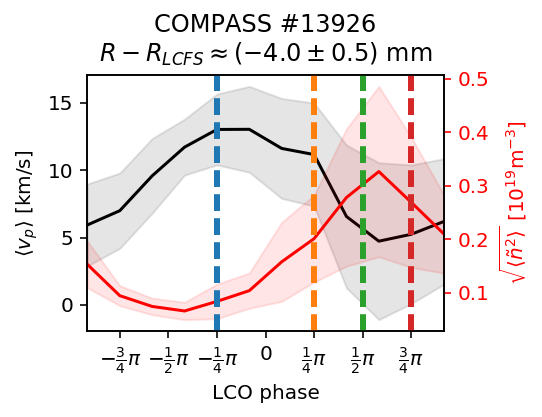 COMPASS #13926
R − R_{LCFS} ≈ (−4.0 ± 0.5) mm
⟨v_p⟩ [km/s]
15
10
5
0
0.5
0.4
0.3
0.2
0.1
√⟨ñ²⟩ [10¹⁹m⁻³]
−3/4π −1/2π −1/4π 0 1/4π 1/2π 3/4π
LCO phase